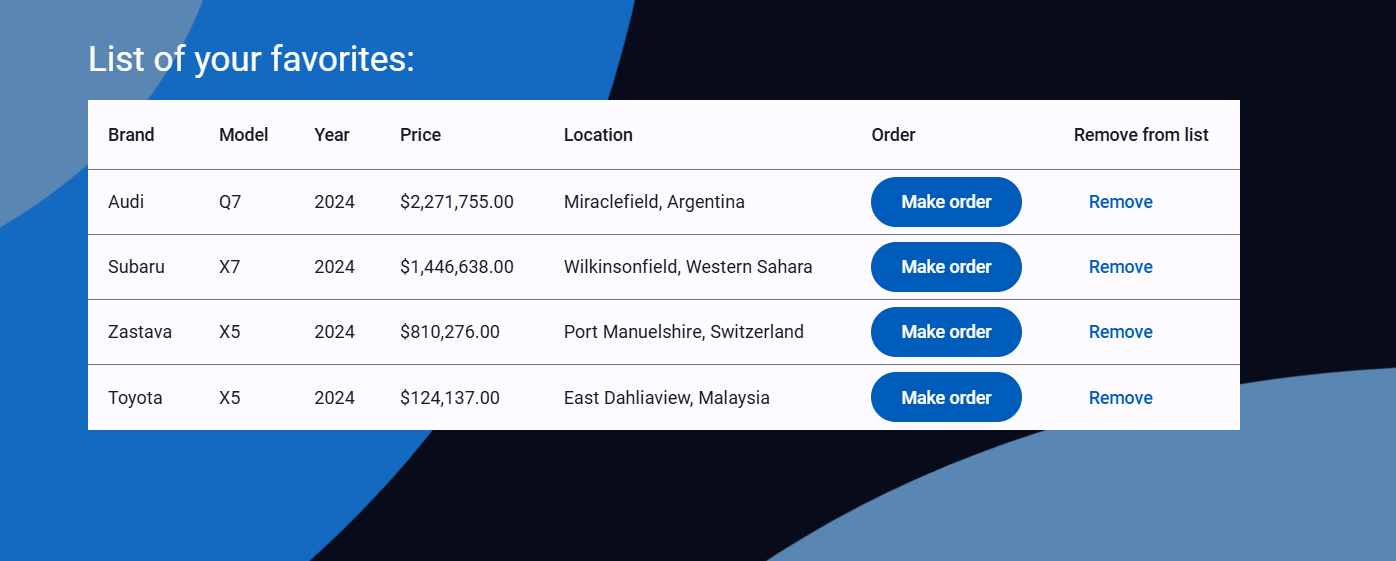 List of your favorites:
Brand Model Year Price Location Order Remove from list
Audi Q7 2024 $2,271,755.00 Miraclefield, Argentina Make order Remove
Subaru X7 2024 $1,446,638.00 Wilkinsonfield, Western Sahara Make order Remove
Zastava X5 2024 $810,276.00 Port Manuelshire, Switzerland Make order Remove
Toyota X5 2024 $124,137.00 East Dahliaview, Malaysia Make order Remove